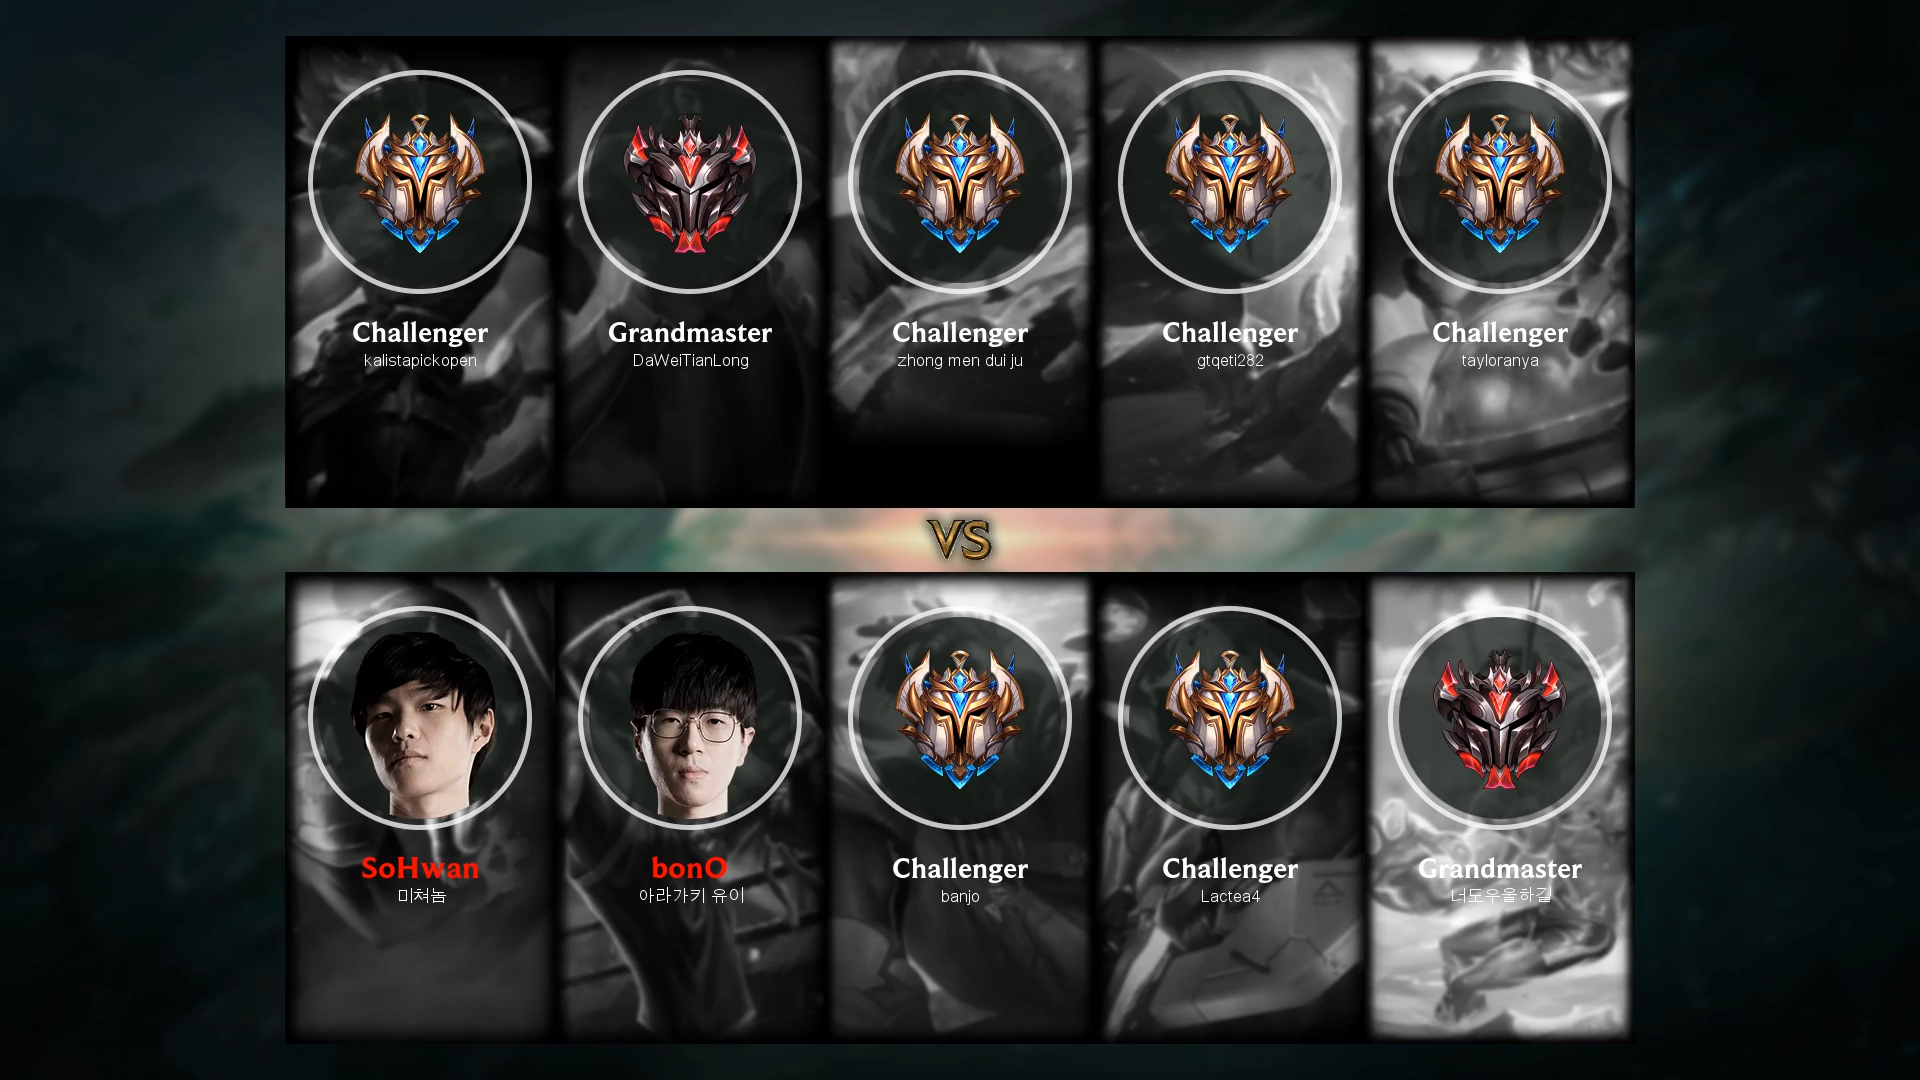 Challenger
kalistapickopen
Grandmaster
DaWeiTianLong
Challenger
zhong men dui ju
Challenger
gtqeti282
Challenger
tayloranya
VS
SoHwan
미쳐놈
bonO
아라가키 유이
Challenger
banjo
Challenger
Lactea4
Grandmaster
너도우울하길